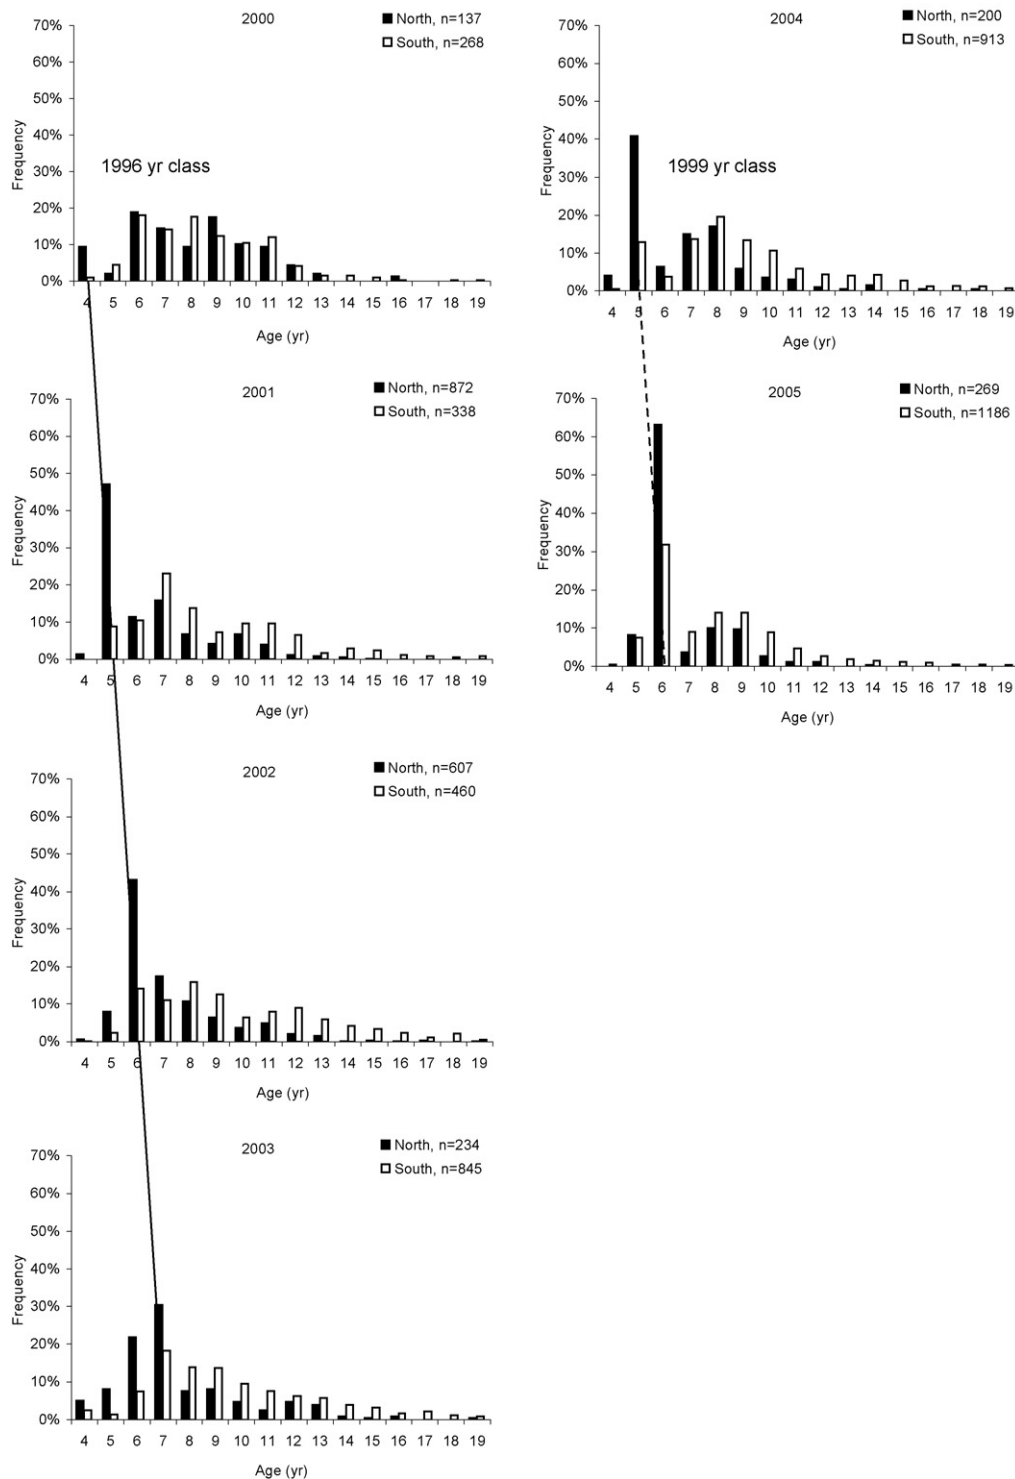 2000
North, n=137
South, n=268
70%
60%
50%
40%
30%
20%
10%
0%
Frequency
1996 yr class
4 5 6 7 8 9 10 11 12 13 14 15 16 17 18 19
Age (yr)
2001
North, n=872
South, n=338
70%
60%
50%
40%
30%
20%
10%
0%
Frequency
4 5 6 7 8 9 10 11 12 13 14 15 16 17 18 19
Age (yr)
2002
North, n=607
South, n=460
70%
60%
50%
40%
30%
20%
10%
0%
Frequency
4 5 6 7 8 9 10 11 12 13 14 15 16 17 18 19
Age (yr)
2003
North, n=234
South, n=845
70%
60%
50%
40%
30%
20%
10%
0%
Frequency
4 5 6 7 8 9 10 11 12 13 14 15 16 17 18 19
Age (yr)
2004
North, n=200
South, n=913
70%
60%
50%
40%
30%
20%
10%
0%
Frequency
1999 yr class
4 5 6 7 8 9 10 11 12 13 14 15 16 17 18 19
Age (yr)
2005
North, n=269
South, n=1186
70%
60%
50%
40%
30%
20%
10%
0%
Frequency
4 5 6 7 8 9 10 11 12 13 14 15 16 17 18 19
Age (yr)